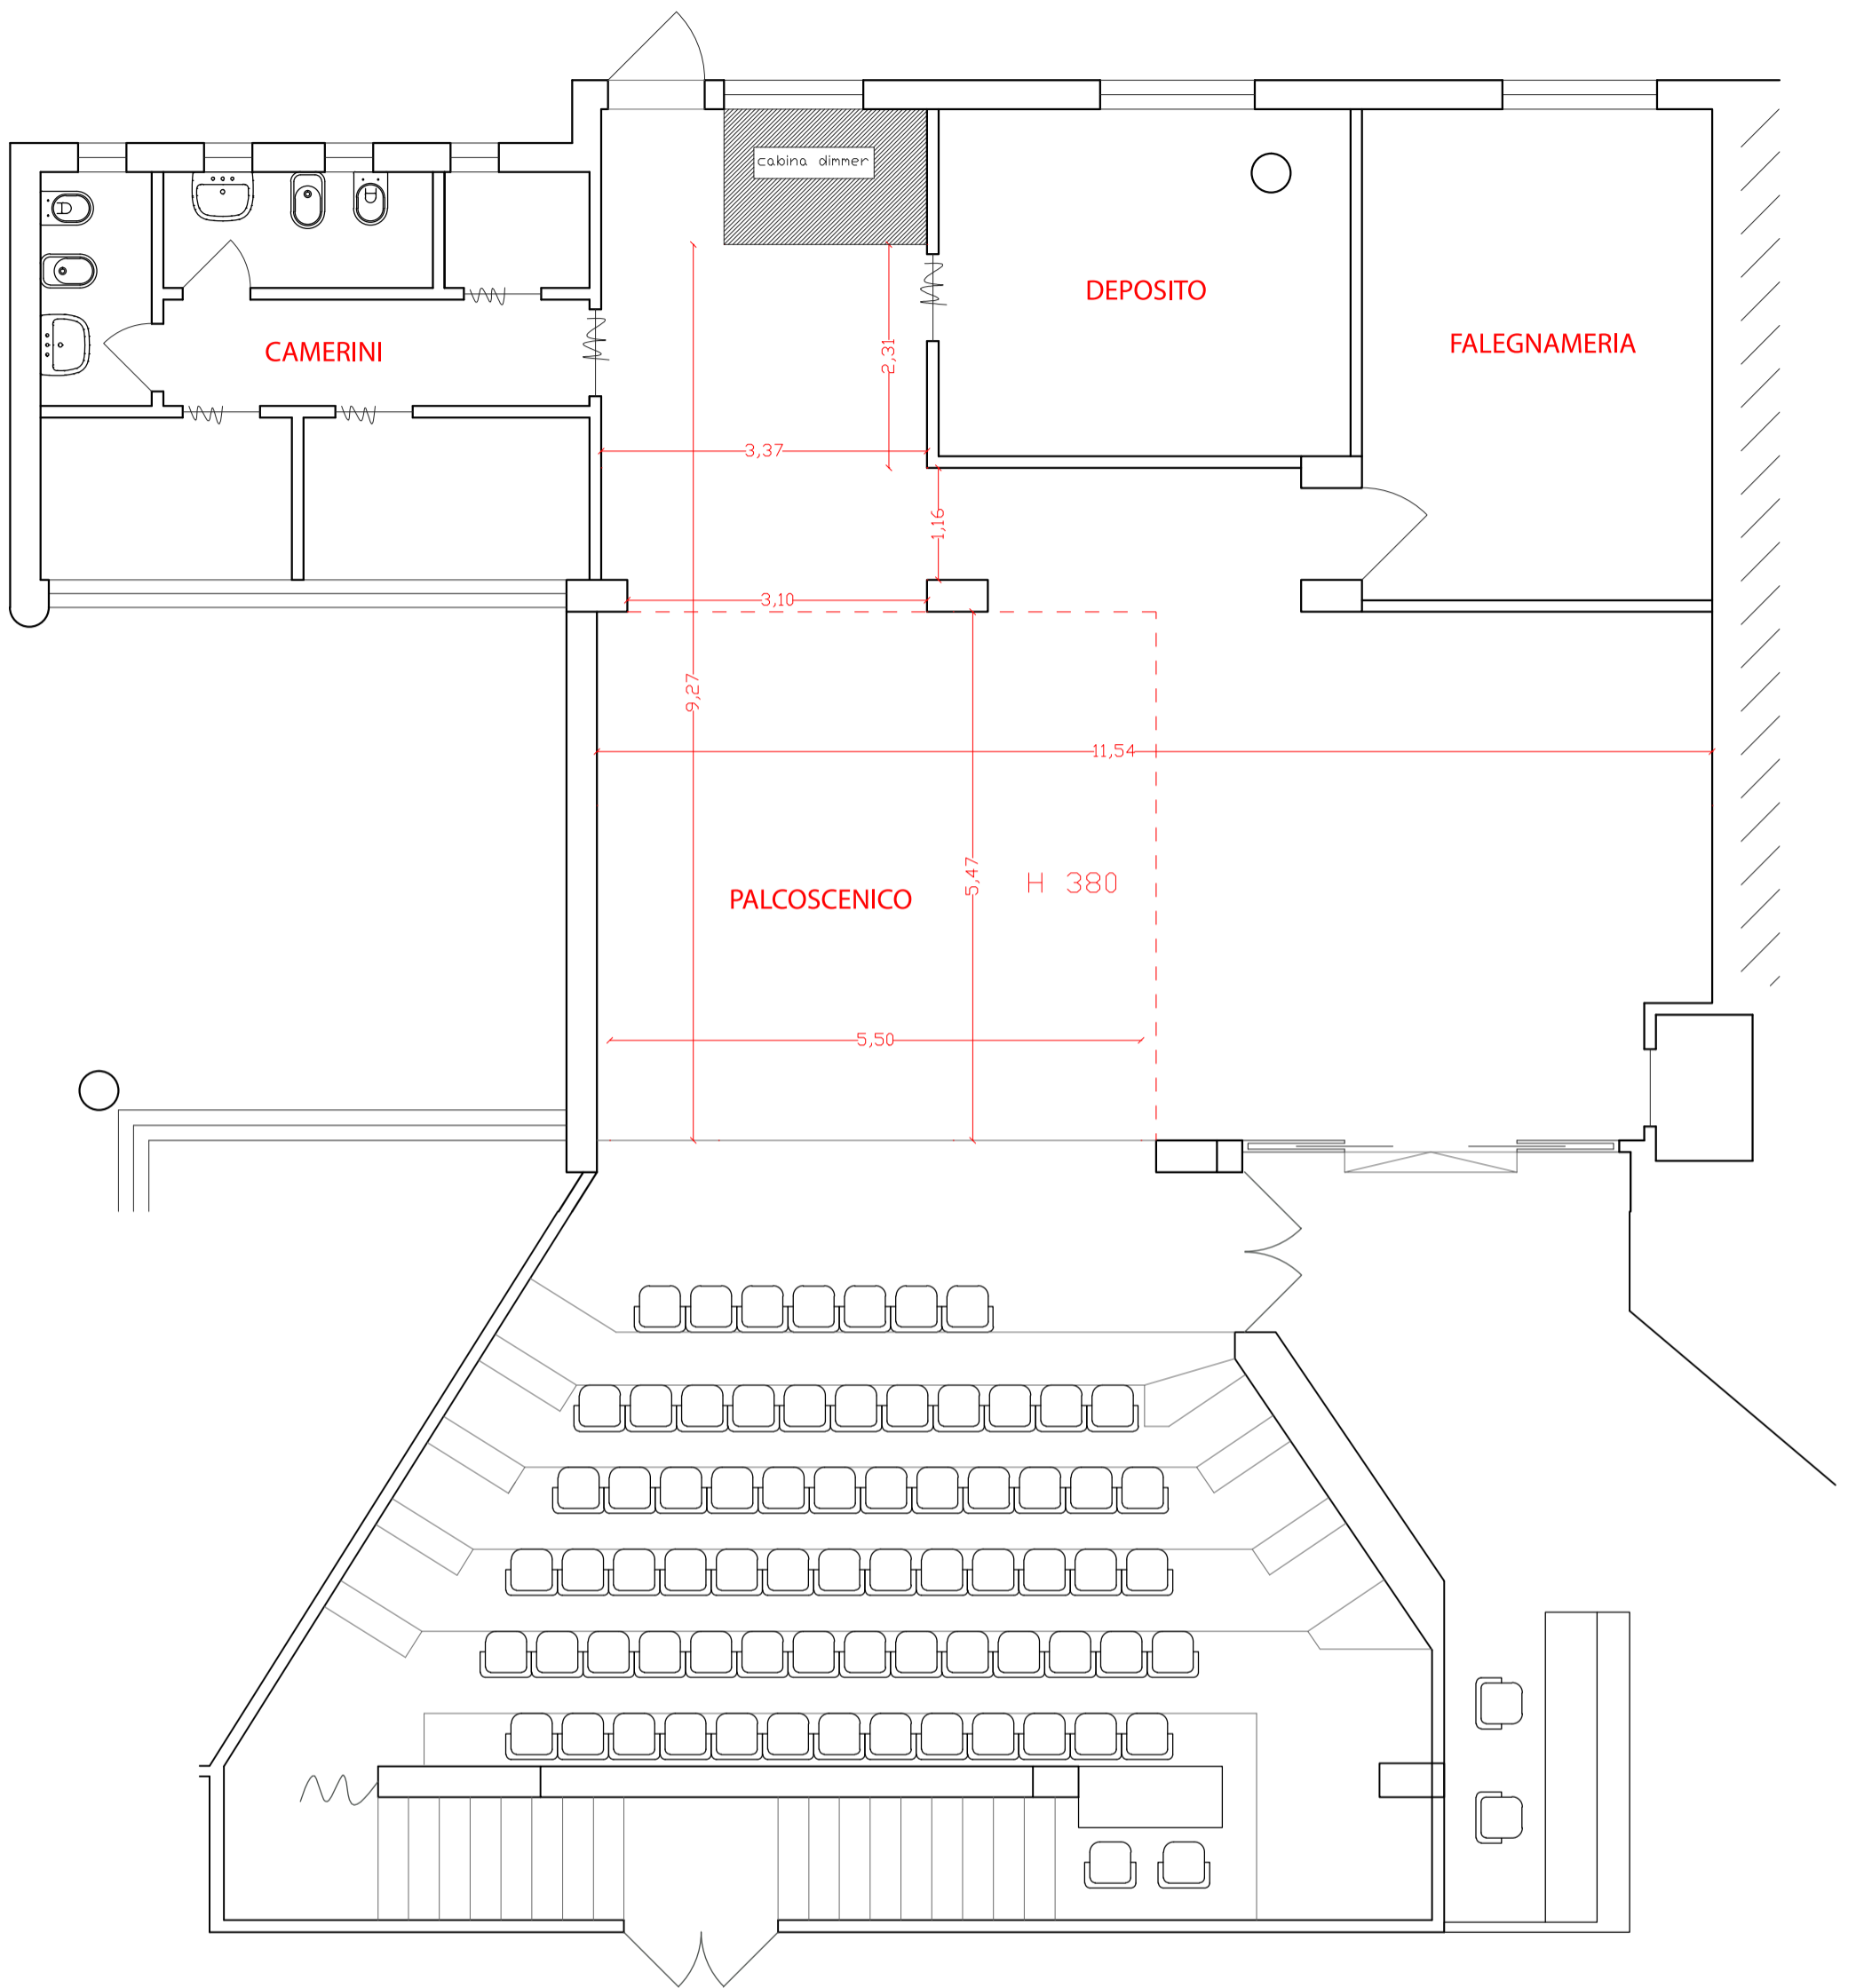 cabina dimmer
DEPOSITO
FALEGNAMERIA
CAMERINI
2,31
3,37
1,16
3,10
9,27
11,54
5,47
H 380
PALCOSCENICO
5,50